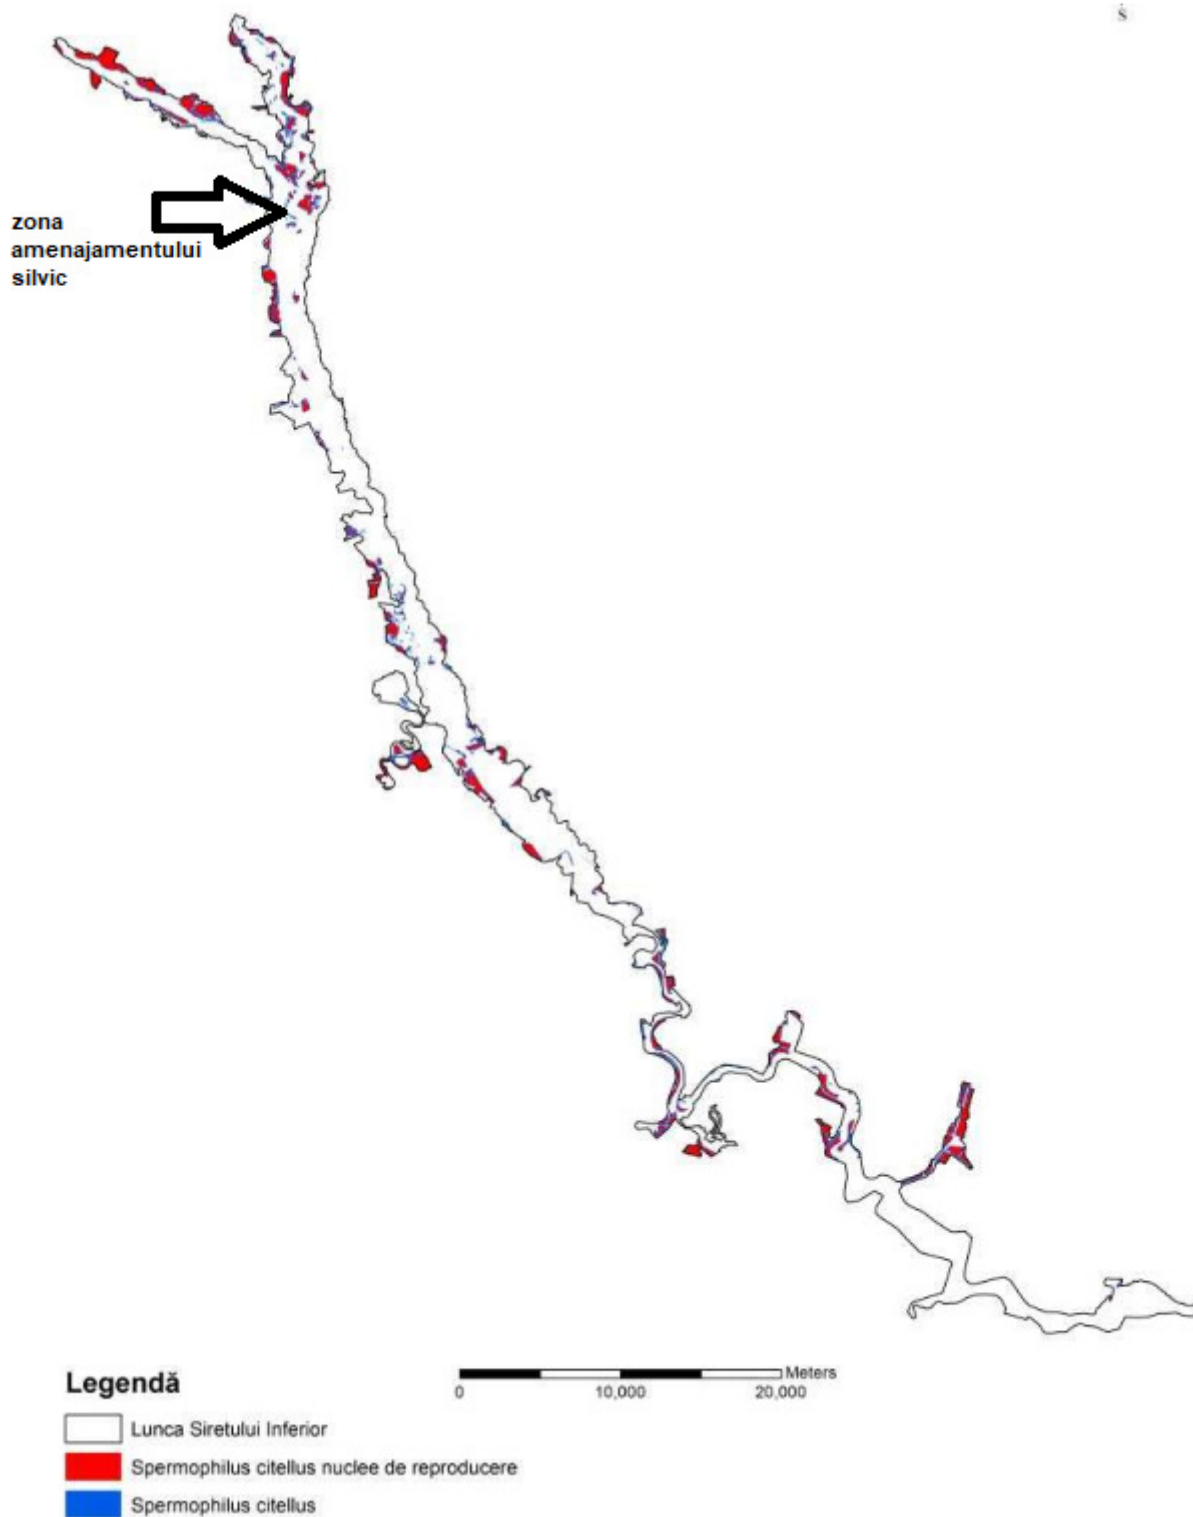 S
zona
amenajamentului
silvic
Legendă
Meters
0 10,000 20,000
Lunca Siretului Inferior
Spermophilus citellus nuclee de reproducere
Spermophilus citellus